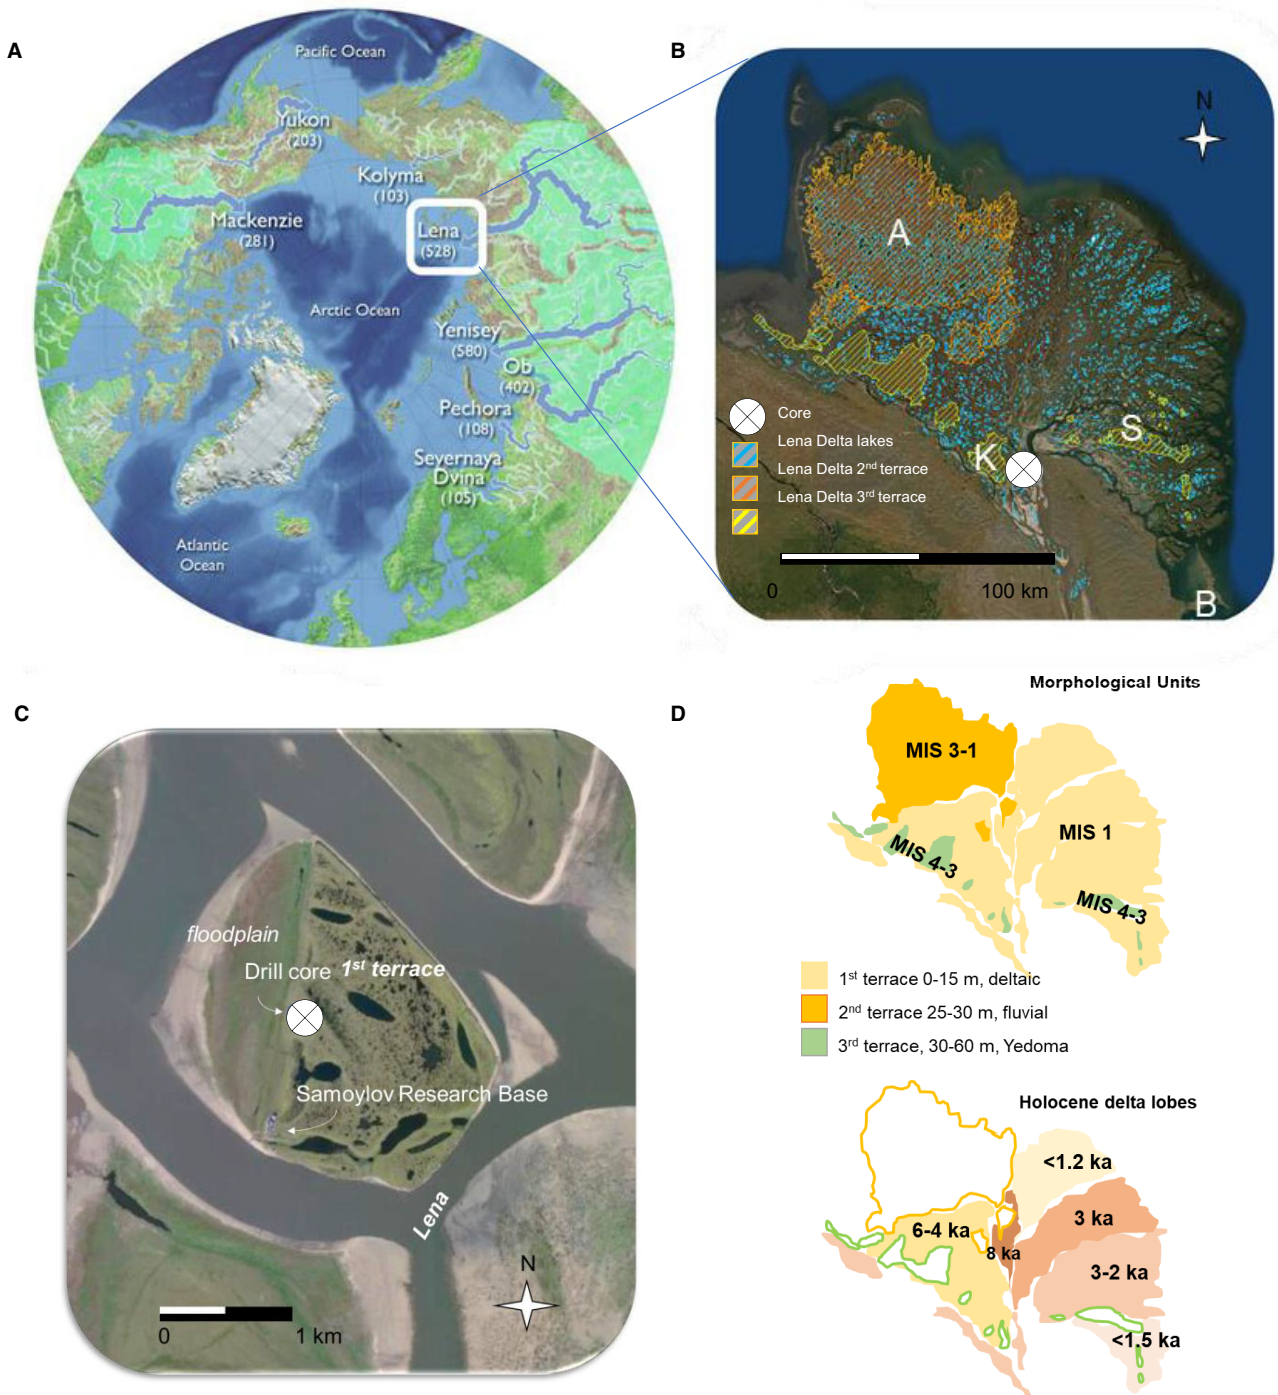 A
Pacific Ocean
Yukon
(203)
Kolyma
(103)
Mackenzie
(281)
Lena
(528)
Arctic Ocean
Yenisey
(580)
Ob
(402)
Pechora
(108)
Severnaya
Dvina
(105)
Atlantic
Ocean
B
N
A
S
K
Core
Lena Delta lakes
Lena Delta 2nd terrace
Lena Delta 3rd terrace
0
100 km
B
C
floodplain
Drill core
1st terrace
Samoylov Research Base
Lena
N
0
1 km
D
Morphological Units
MIS 3-1
MIS 1
MIS 4-3
MIS 4-3
1st terrace 0-15 m, deltaic
2nd terrace 25-30 m, fluvial
3rd terrace, 30-60 m, Yedoma
Holocene delta lobes
<1.2 ka
3 ka
6-4 ka
8 ka
3-2 ka
<1.5 ka